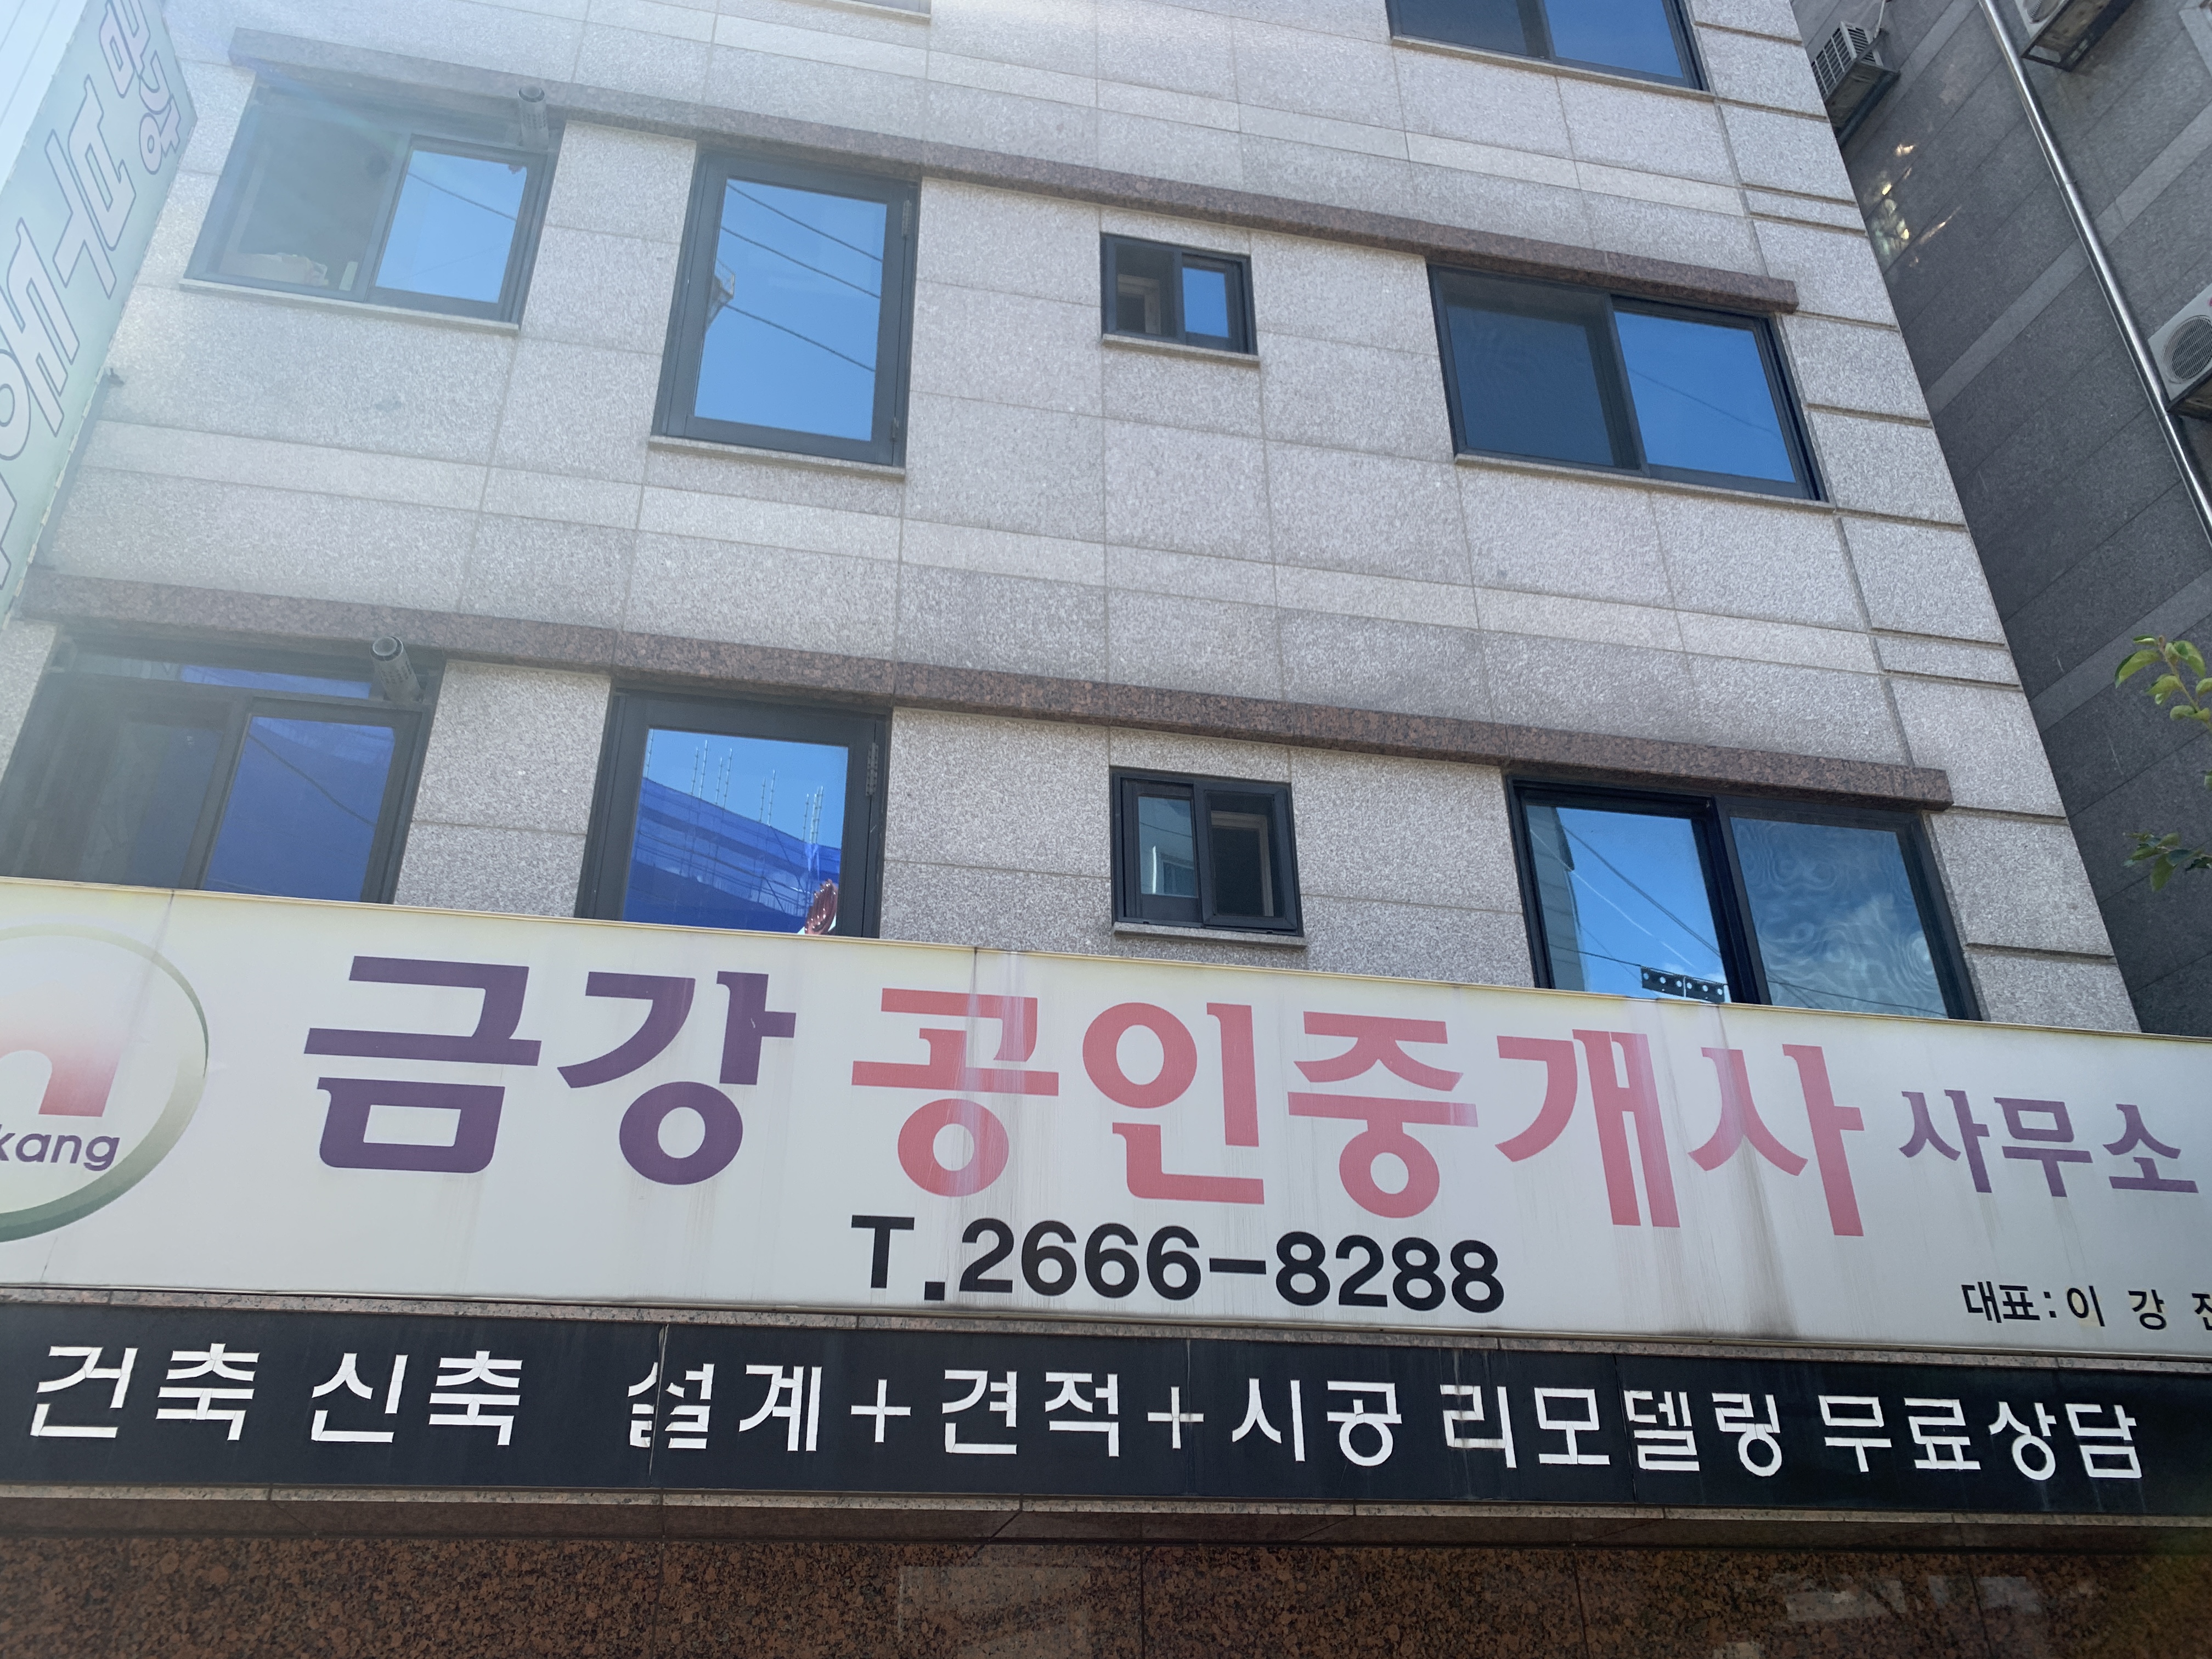 kang
금강 공인중개사 사무소
T.2666-8288
대표: 이 강
건축 신축 설계+견적+시공 리모델링 무료상담